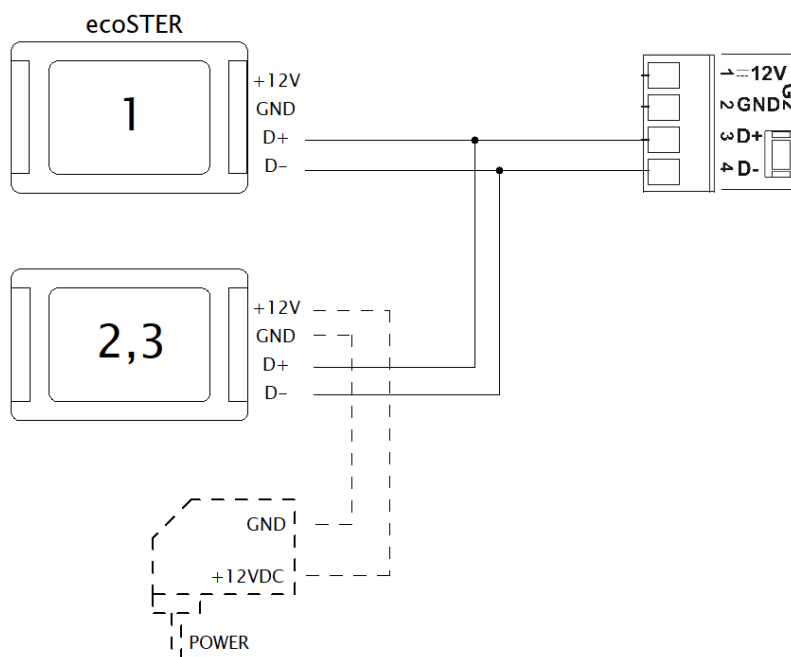 ecoSTER
1
+12V
GND
D+
D-
1 ⎓12V
2 GND
3 D+
4 D-
2,3
+12V
GND
D+
D-
GND
+12VDC
POWER